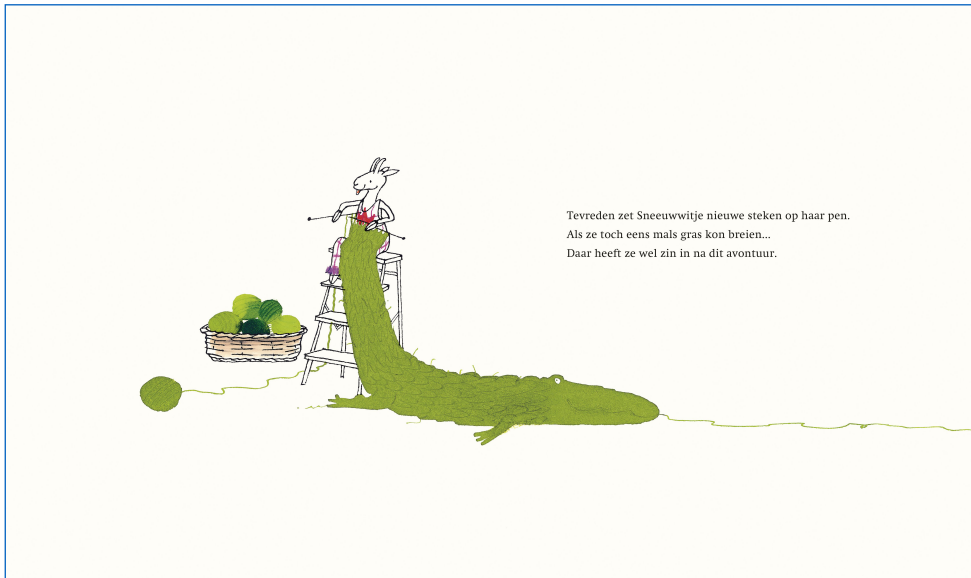 Tevreden zet Sneeuwwitje nieuwe steken op haar pen.
Als ze toch eens mals gras kon breien...
Daar heeft ze wel zin in na dit avontuur.